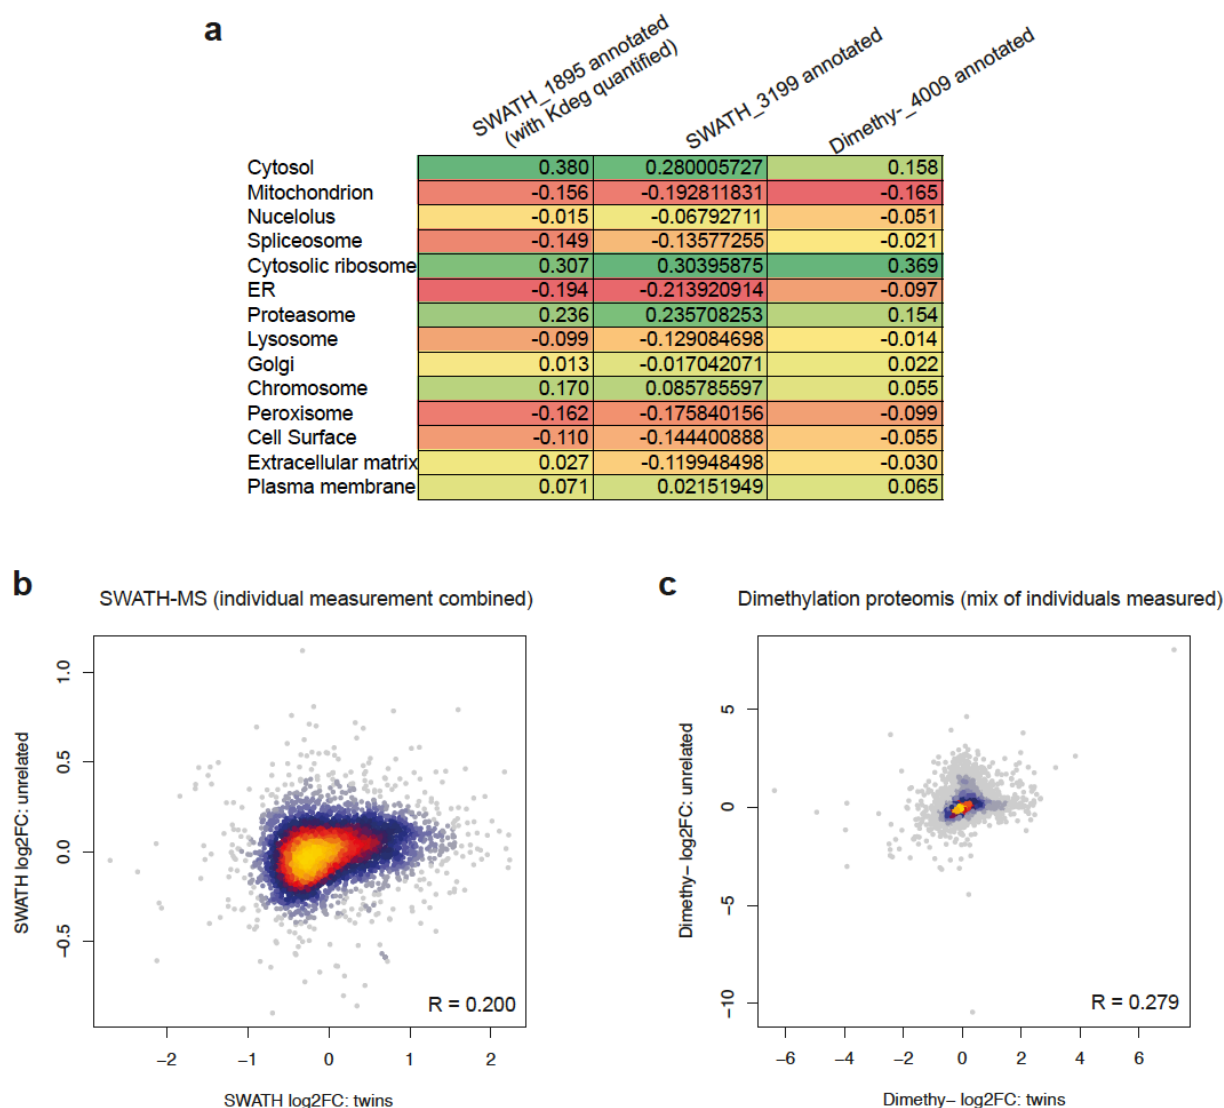 a
SWATH_1895 annotated
(with Kdeg quantified)
SWATH_3199 annotated
Dimethy-_4009 annotated
Cytosol 0.380 0.280005727 0.158
Mitochondrion -0.156 -0.192811831 -0.165
Nucelolus -0.015 -0.06792711 -0.051
Spliceosome -0.149 -0.13577255 -0.021
Cytosolic ribosome 0.307 0.30395875 0.369
ER -0.194 -0.213920914 -0.097
Proteasome 0.236 0.235708253 0.154
Lysosome -0.099 -0.129084698 -0.014
Golgi 0.013 -0.017042071 0.022
Chromosome 0.170 0.085785597 0.055
Peroxisome -0.162 -0.175840156 -0.099
Cell Surface -0.110 -0.144400888 -0.055
Extracellular matrix 0.027 -0.119948498 -0.030
Plasma membrane 0.071 0.02151949 0.065
b
SWATH-MS (individual measurement combined)
SWATH log2FC: unrelated
1.0
0.5
0.0
−0.5
R = 0.200
−2 −1 0 1 2
SWATH log2FC: twins
c
Dimethylation proteomis (mix of individuals measured)
Dimethy− log2FC: unrelated
5
0
−5
−10
R = 0.279
−6 −4 −2 0 2 4 6
Dimethy− log2FC: twins